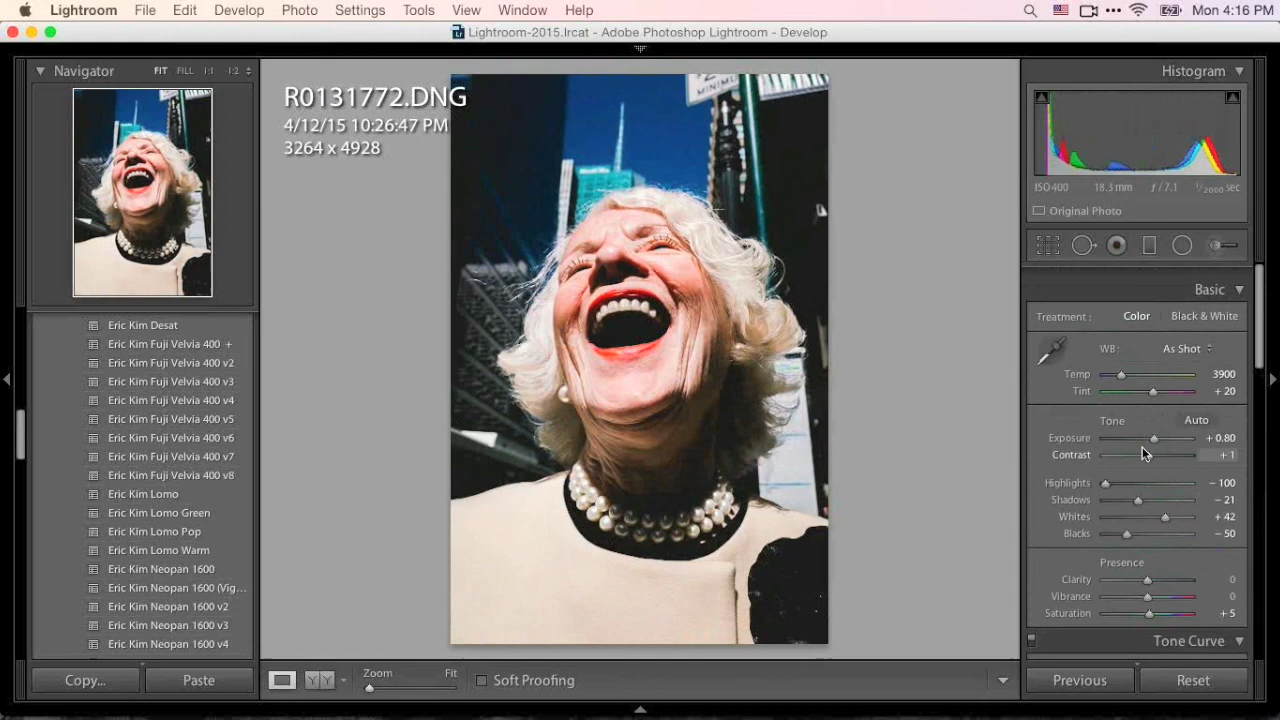 Lightroom File Edit Develop Photo Settings Tools View Window Help Mon 4:16 PM
Lightroom-2015.lrcat - Adobe Photoshop Lightroom - Develop
Navigator FIT FILL 1:1 1:2
Eric Kim Desat
Eric Kim Fuji Velvia 400 +
Eric Kim Fuji Velvia 400 v2
Eric Kim Fuji Velvia 400 v3
Eric Kim Fuji Velvia 400 v4
Eric Kim Fuji Velvia 400 v5
Eric Kim Fuji Velvia 400 v6
Eric Kim Fuji Velvia 400 v7
Eric Kim Fuji Velvia 400 v8
Eric Kim Lomo
Eric Kim Lomo Green
Eric Kim Lomo Pop
Eric Kim Lomo Warm
Eric Kim Neopan 1600
Eric Kim Neopan 1600 (Vig...
Eric Kim Neopan 1600 v2
Eric Kim Neopan 1600 v3
Eric Kim Neopan 1600 v4
Copy... Paste
R0131772.DNG
4/12/15 10:26:47 PM
3264 x 4928
MINIMUM
YY Zoom Fit Soft Proofing
Histogram
ISO400 18.3 mm ƒ / 7.1 1/2000 sec
Original Photo
Basic
Treatment : Color Black & White
WB: As Shot
Temp 3900
Tint + 20
Tone Auto
Exposure + 0.80
Contrast + 1
Highlights − 100
Shadows − 21
Whites + 42
Blacks − 50
Presence
Clarity 0
Vibrance 0
Saturation + 5
Tone Curve
Previous Reset